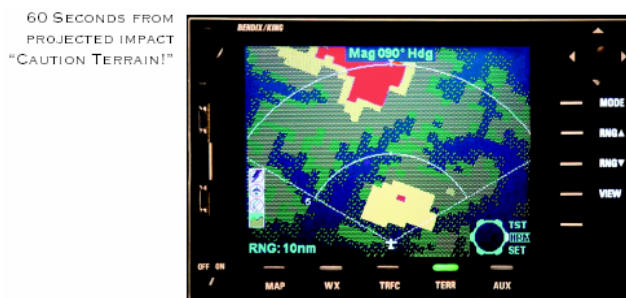 60 SECONDS FROM
PROJECTED IMPACT
“CAUTION TERRAIN!”
BENDIX/KING
Mag 090° Hdg
MODE
RNG▲
RNG▼
VIEW
RNG: 10nm
TST
SET
OFF ON
MAP
WX
TRFC
TERR
AUX